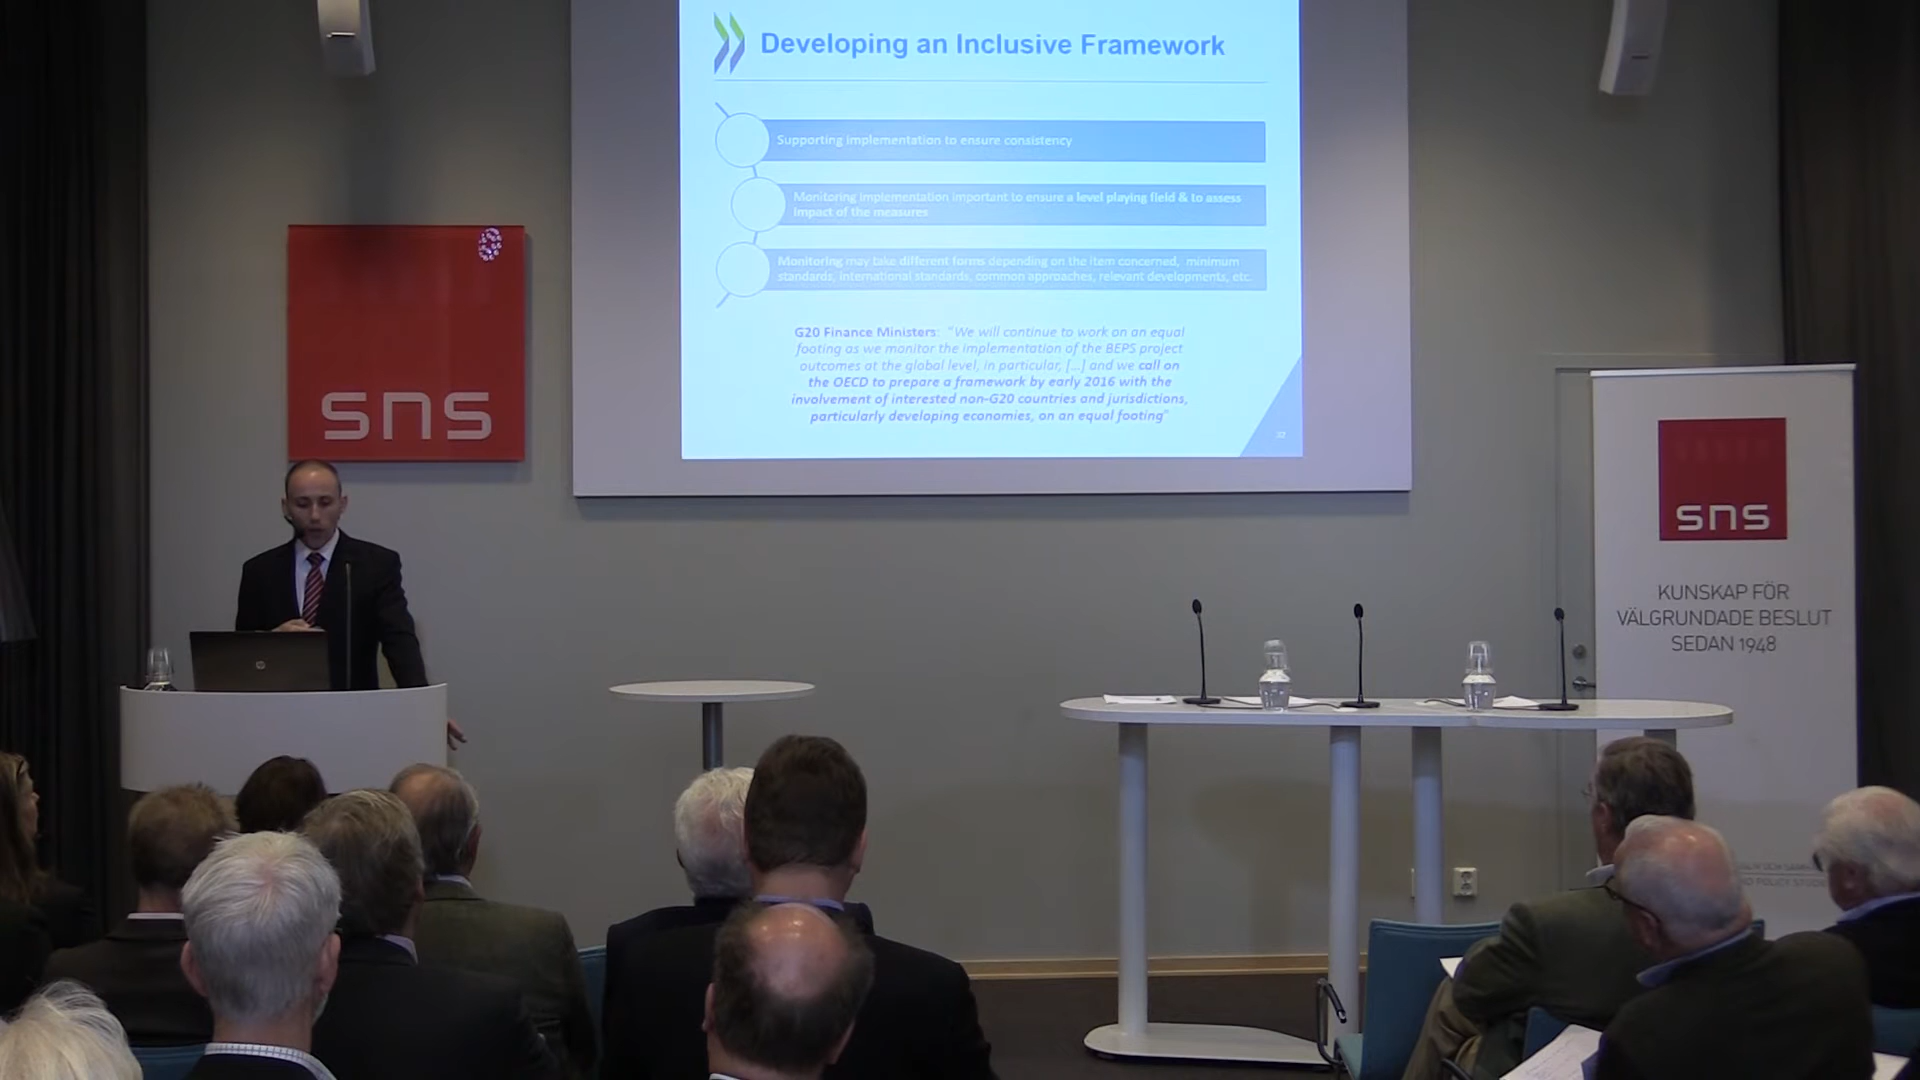 Developing an Inclusive Framework
Supporting implementation to ensure consistency
Monitoring implementation important to ensure a level playing field & to assess
impact of the measures
Monitoring may take different forms depending on the item concerned, minimum
standards, international standards, common approaches, relevant developments, etc.
G20 Finance Ministers: "We will continue to work on an equal
footing as we monitor the implementation of the BEPS project
outcomes at the global level, in particular, [...] and we call on
the OECD to prepare a framework by early 2016 with the
involvement of interested non-G20 countries and jurisdictions,
particularly developing economies, on an equal footing"
sns
sns
KUNSKAP FÖR
VÄLGRUNDADE BESLUT
SEDAN 1948
hp